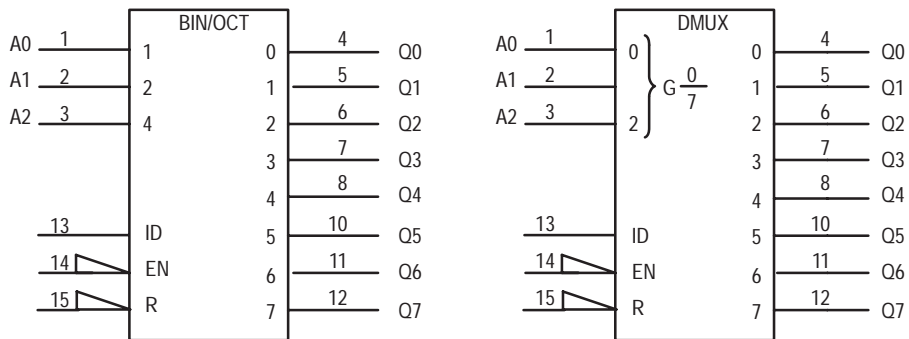 BIN/OCT
A0 1 1 0 4 Q0
A1 2 2 1 5 Q1
A2 3 4 2 6 Q2
3 7 Q3
4 8 Q4
13 ID 5 10 Q5
14 EN 6 11 Q6
15 R 7 12 Q7
DMUX
A0 1 0 0 4 Q0
A1 2 G 0/7 1 5 Q1
A2 3 2 2 6 Q2
3 7 Q3
4 8 Q4
13 ID 5 10 Q5
14 EN 6 11 Q6
15 R 7 12 Q7